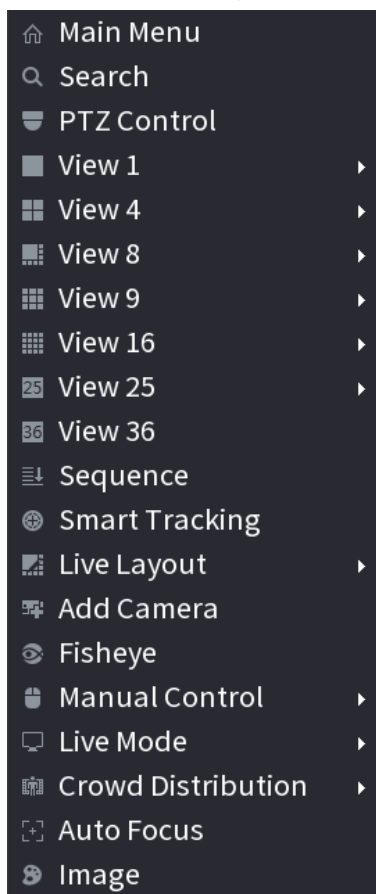 Main Menu
Search
PTZ Control
View 1
View 4
View 8
View 9
View 16
25 View 25
36 View 36
Sequence
Smart Tracking
Live Layout
Add Camera
Fisheye
Manual Control
Live Mode
Crowd Distribution
Auto Focus
Image